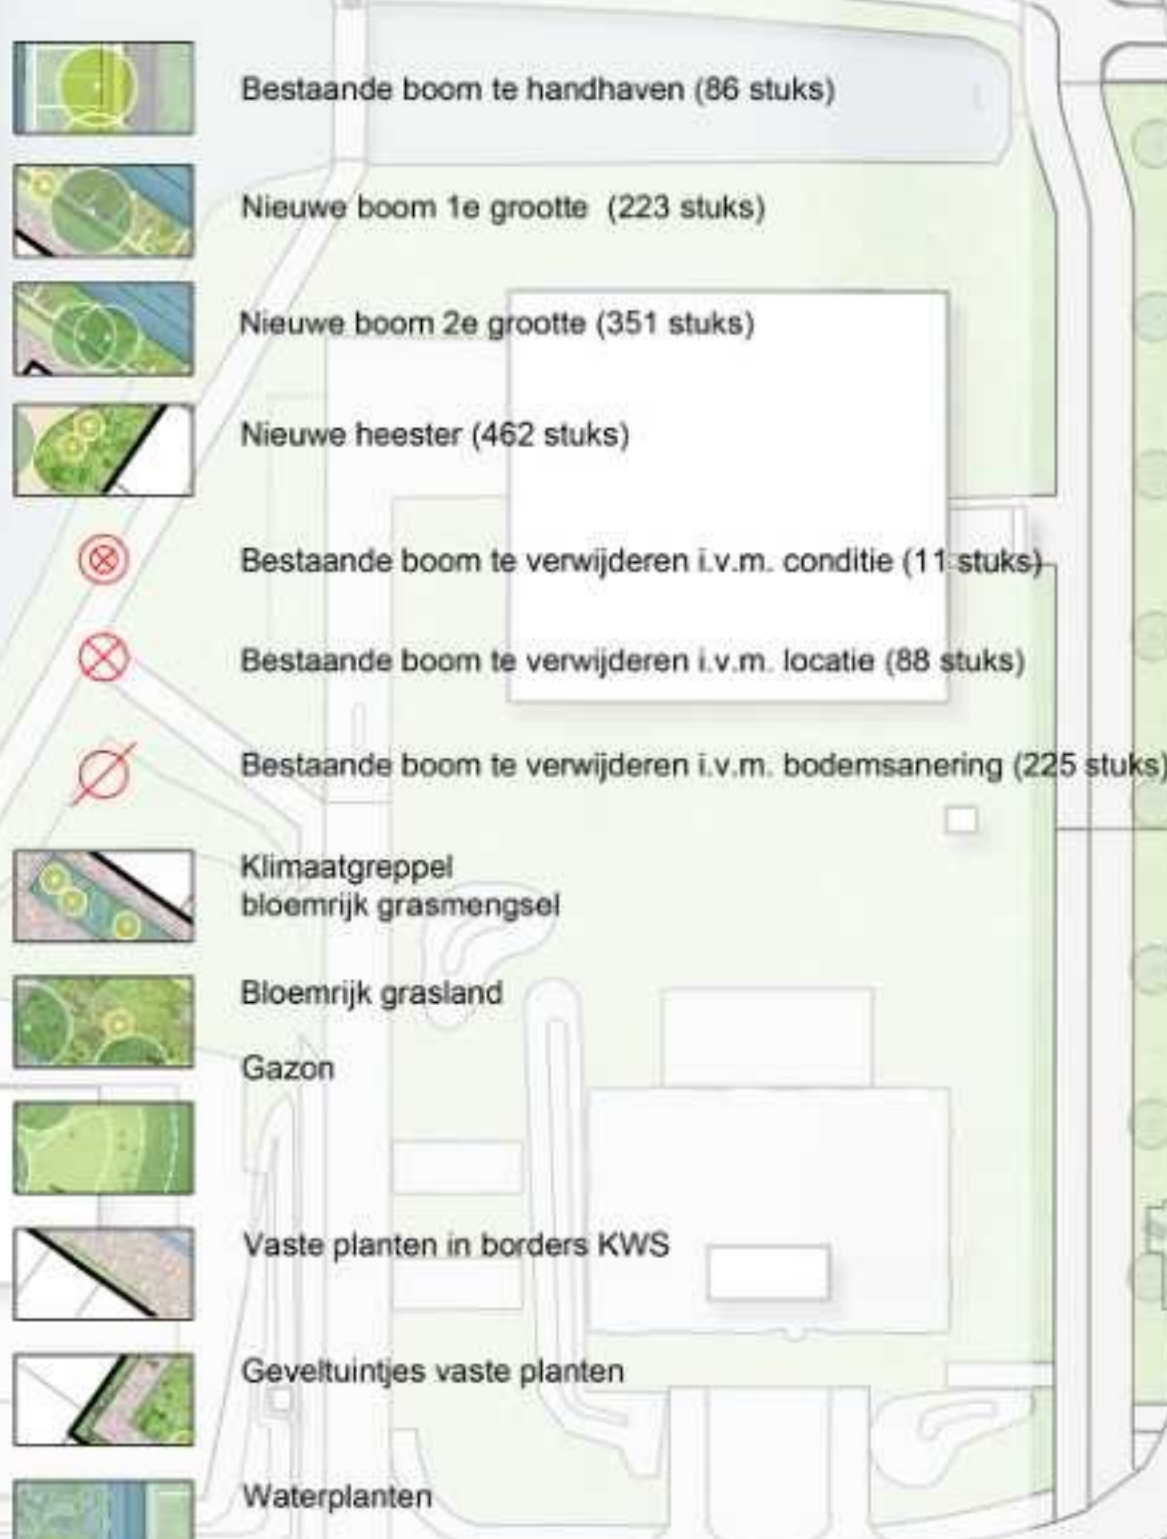 Bestaande boom te handhaven (86 stuks)
Nieuwe boom 1e grootte (223 stuks)
Nieuwe boom 2e grootte (351 stuks)
Nieuwe heester (462 stuks)
Bestaande boom te verwijderen i.v.m. conditie (11 stuks)
Bestaande boom te verwijderen i.v.m. locatie (88 stuks)
Bestaande boom te verwijderen i.v.m. bodemsanering (225 stuks)
Klimaatgreppel
bloemrijk grasmengsel
Bloemrijk grasland
Gazon
Vaste planten in borders KWS
Geveltuintjes vaste planten
Waterplanten